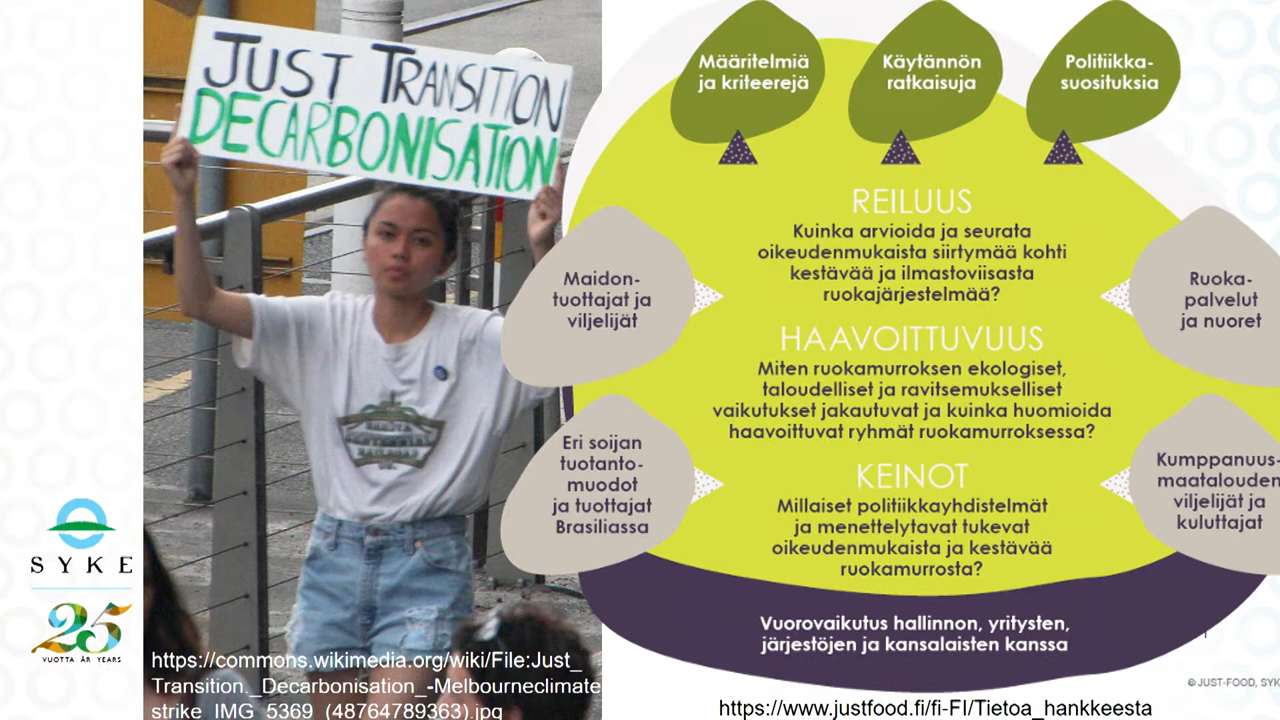 JUST TRANSITION
DECARBONISATION
SYKE
25
VUOTTA ÅR YEARS
https://commons.wikimedia.org/wiki/File:Just_
Transition._Decarbonisation_-Melbourneclimate
strike_IMG_5369_(48764789363).jpg
Määritelmiä
ja kriteerejä
Käytännön
ratkaisuja
Politiikka-
suosituksia
REILUUS
Kuinka arvioida ja seurata
oikeudenmukaista siirtymää kohti
kestävää ja ilmastoviisasta
ruokajärjestelmää?
HAAVOITTUVUUS
Miten ruokamurroksen ekologiset,
taloudelliset ja ravitsemukselliset
vaikutukset jakautuvat ja kuinka huomioida
haavoittuvat ryhmät ruokamurroksessa?
KEINOT
Millaiset politiikkayhdistelmät
ja menettelytavat tukevat
oikeudenmukaista ja kestävää
ruokamurrosta?
Maidon-
tuottajat ja
viljelijät
Eri soijan
tuotanto-
muodot
ja tuottajat
Brasiliassa
Ruoka-
palvelut
ja nuoret
Kumppanuus-
maatalouden
viljelijät ja
kuluttajat
Vuorovaikutus hallinnon, yritysten,
järjestöjen ja kansalaisten kanssa
© JUST-FOOD, SYK
https://www.justfood.fi/fi-FI/Tietoa_hankkeesta